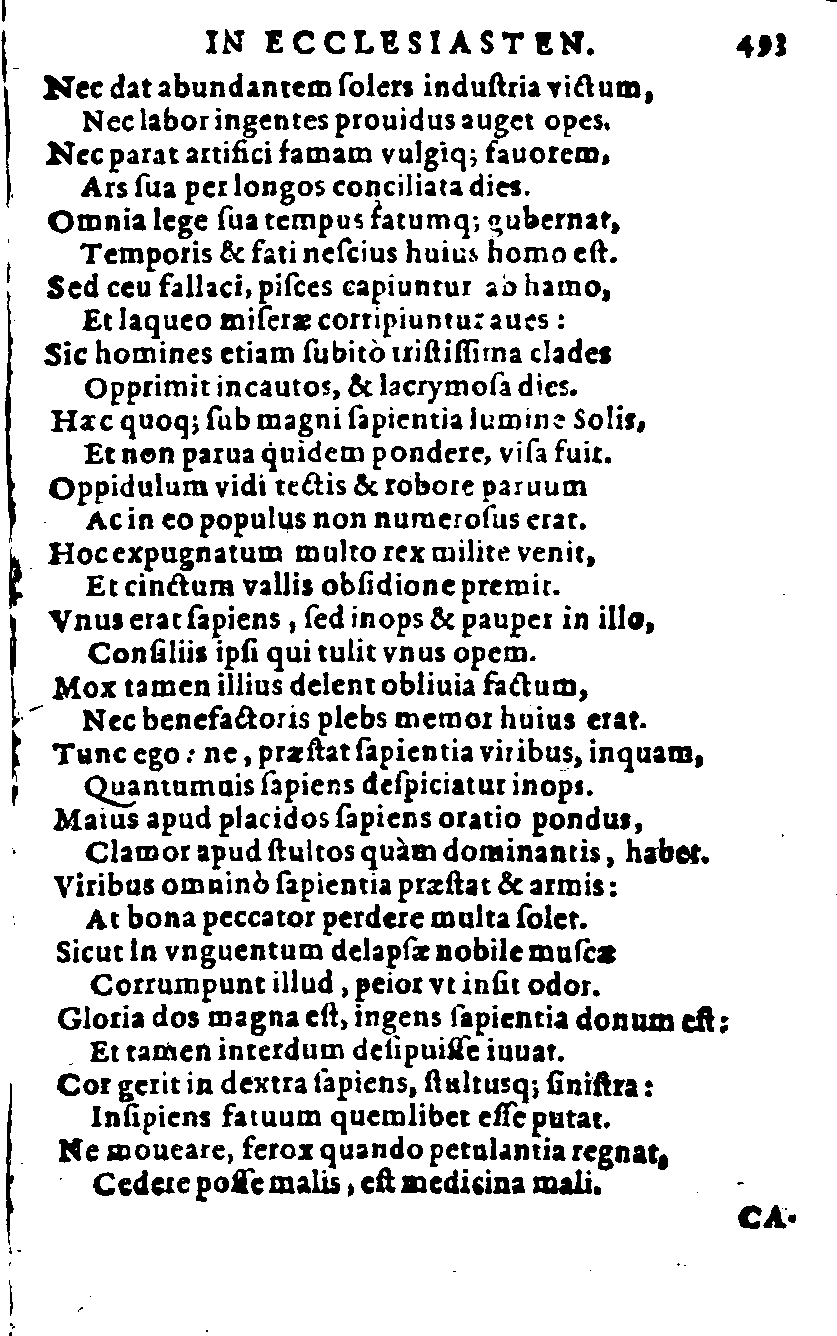 IN ECCLESIASTEN. 493
Nec dat abundantem ſolers induſtria victum,
Nec labor ingentes prouidus auget opes.
Nec parat artifici famam vulgiq; fauorem,
Ars ſua per longos conciliata dies.
Omnia lege ſua tempus fatumq; gubernat,
Temporis & fati neſcius huius homo eſt.
Sed ceu fallaci, piſces capiuntur ab hamo,
Et laqueo miſeræ corripiuntur aues:
Sic homines etiam ſubitò triſtiſſima clades
Opprimit incautos, & lacrymoſa dies.
Hæc quoq; ſub magni ſapientia lumine Solis,
Et non parua quidem pondere, viſa fuit.
Oppidulum vidi tectis & robore paruum
Ac in eo populus non numeroſus erat.
Hoc expugnatum multo rex milite venit,
Et cinctum vallis obſidione premit.
Vnus erat ſapiens, ſed inops & pauper in illo,
Conſiliis ipſi qui tulit vnus opem.
Mox tamen illius delent obliuia factum,
Nec benefactoris plebs memor huius erat.
Tunc ego: ne, præſtat ſapientia viribus, inquam,
Quantumuis ſapiens deſpiciatur inops.
Maius apud placidos ſapiens oratio pondus,
Clamor apud ſtultos quàm dominantis, habet.
Viribus omninò ſapientia præſtat & armis:
At bona peccator perdere multa ſolet.
Sicut in vnguentum delapſæ nobile muſcæ
Corrumpunt illud, peior vt inſit odor.
Gloria dos magna eſt, ingens ſapientia donum eſt:
Et tamen interdum deſipuiſſe iuuat.
Cor gerit in dextra ſapiens, ſtultusq; ſiniſtra:
Inſipiens fatuum quemlibet eſſe putat.
Ne moueare, ferox quando petulantia regnat,
Cedere poſſe malis, eſt medicina mali.
CA-